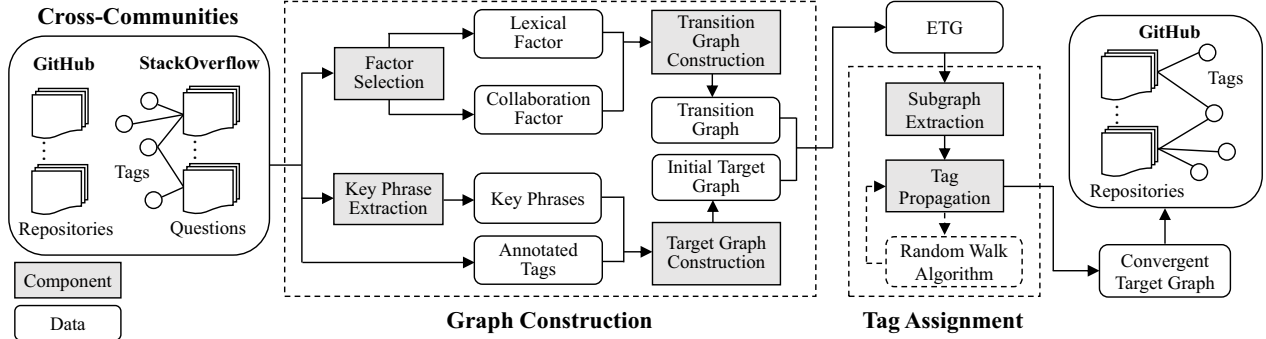 Cross-Communities
GitHub
StackOverflow
Tags
Repositories
Questions
Component
Data
Factor
Selection
Key Phrase
Extraction
Lexical
Factor
Collaboration
Factor
Key Phrases
Annotated
Tags
Transition
Graph
Construction
Transition
Graph
Initial Target
Graph
Target Graph
Construction
Graph Construction
ETG
Subgraph
Extraction
Tag
Propagation
Random Walk
Algorithm
Tag Assignment
GitHub
Tags
Repositories
Convergent
Target Graph